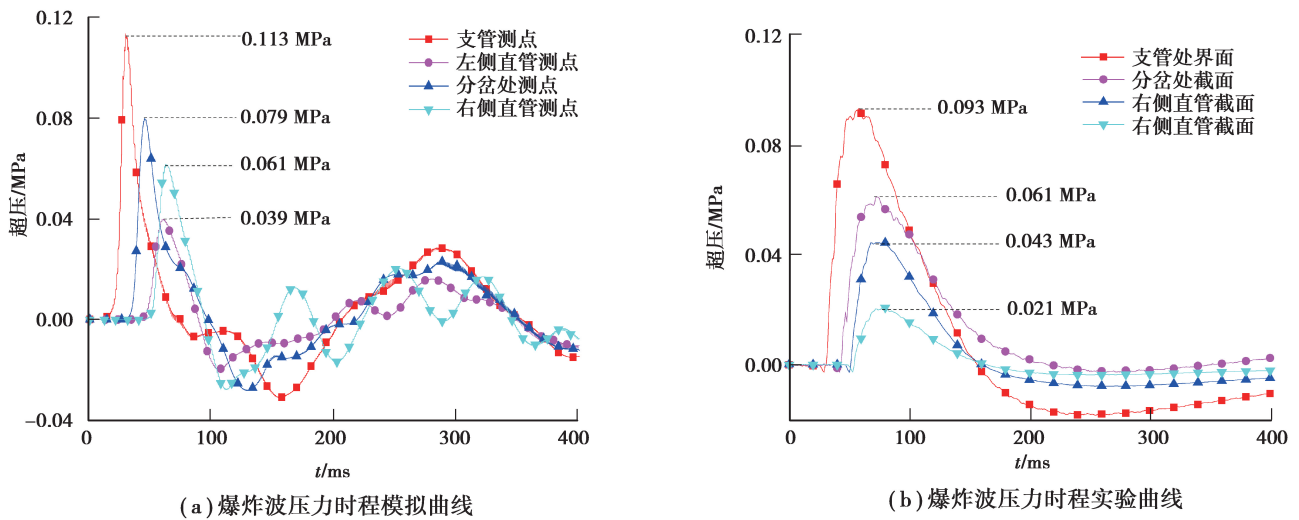 0.12
0.08
0.04
0.00
−0.04
超压/MPa
0.113 MPa
0.079 MPa
0.061 MPa
0.039 MPa
支管测点
左侧直管测点
分岔处测点
右侧直管测点
0 100 200 300 400
t/ms
(a)爆炸波压力时程模拟曲线
0.12
0.08
0.04
0.00
超压/MPa
0.093 MPa
0.061 MPa
0.043 MPa
0.021 MPa
支管处界面
分岔处截面
右侧直管截面
右侧直管截面
0 100 200 300 400
t/ms
(b)爆炸波压力时程实验曲线